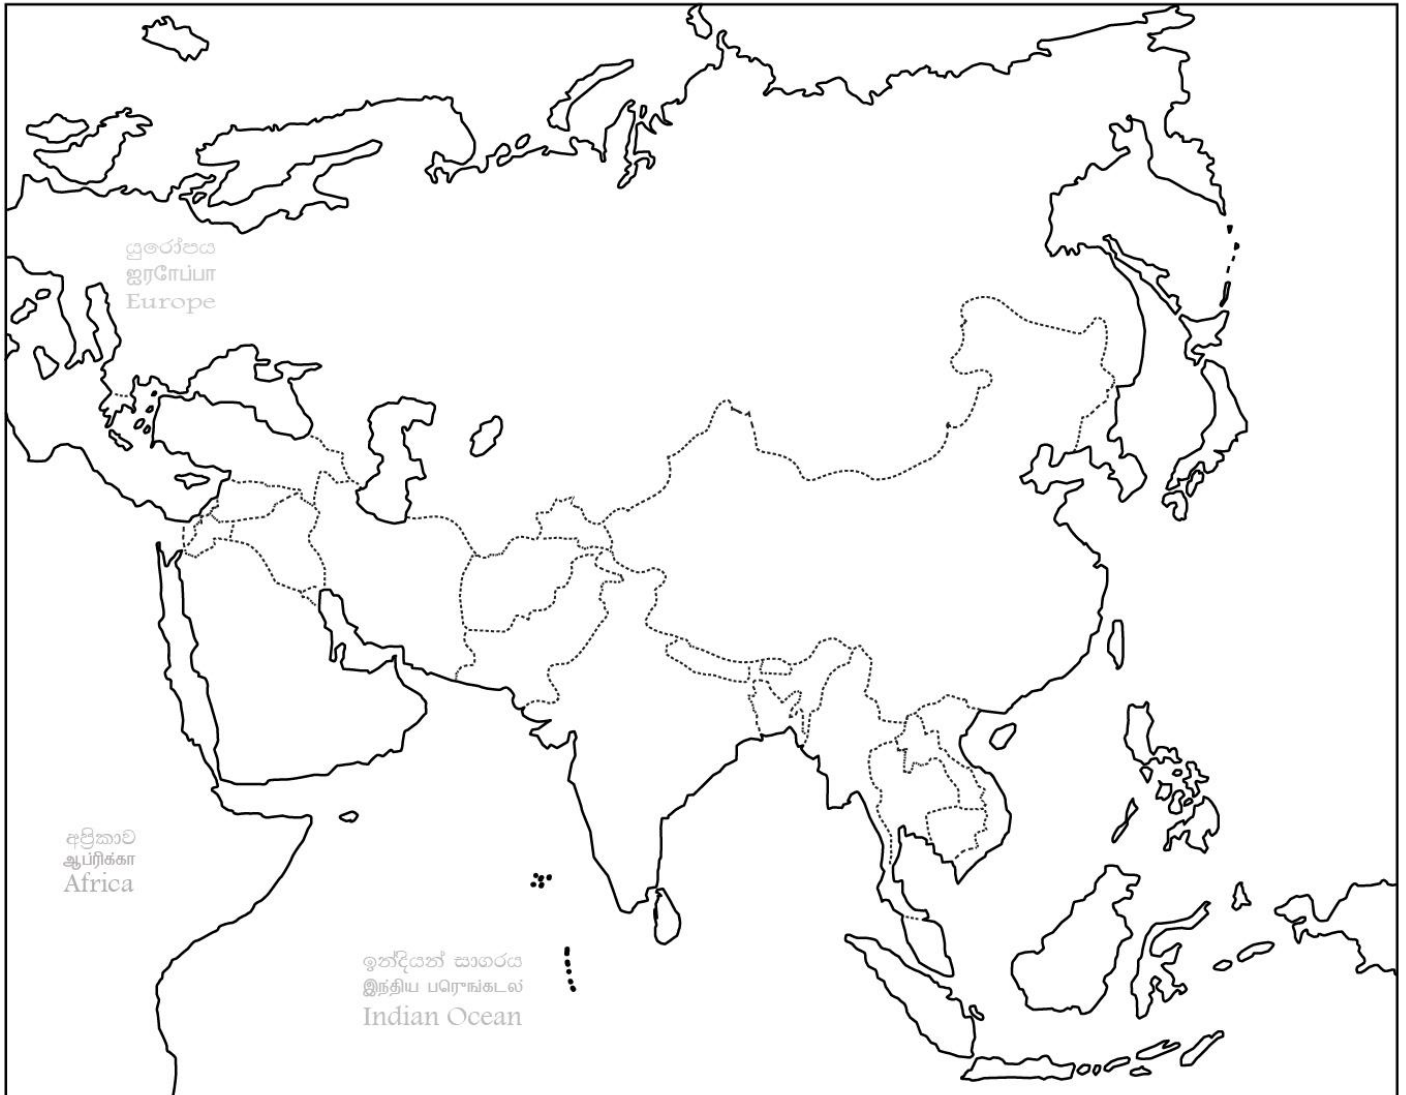 යුරෝපය
ஐரோப்பா
Europe
අප්‍රිකාව
ஆப்ரிக்கா
Africa
ඉන්දියන් සාගරය
இந்திய பெருங்கடல்
Indian Ocean